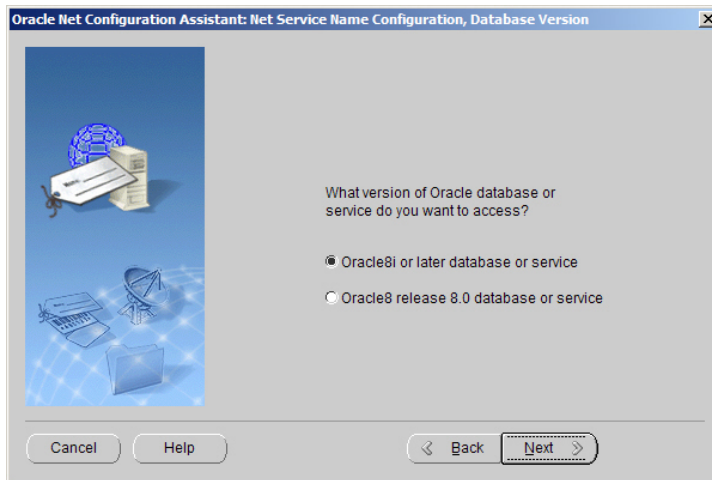 Oracle Net Configuration Assistant: Net Service Name Configuration, Database Version
What version of Oracle database or
service do you want to access?
Oracle8i or later database or service
Oracle8 release 8.0 database or service
Cancel
Help
Back
Next